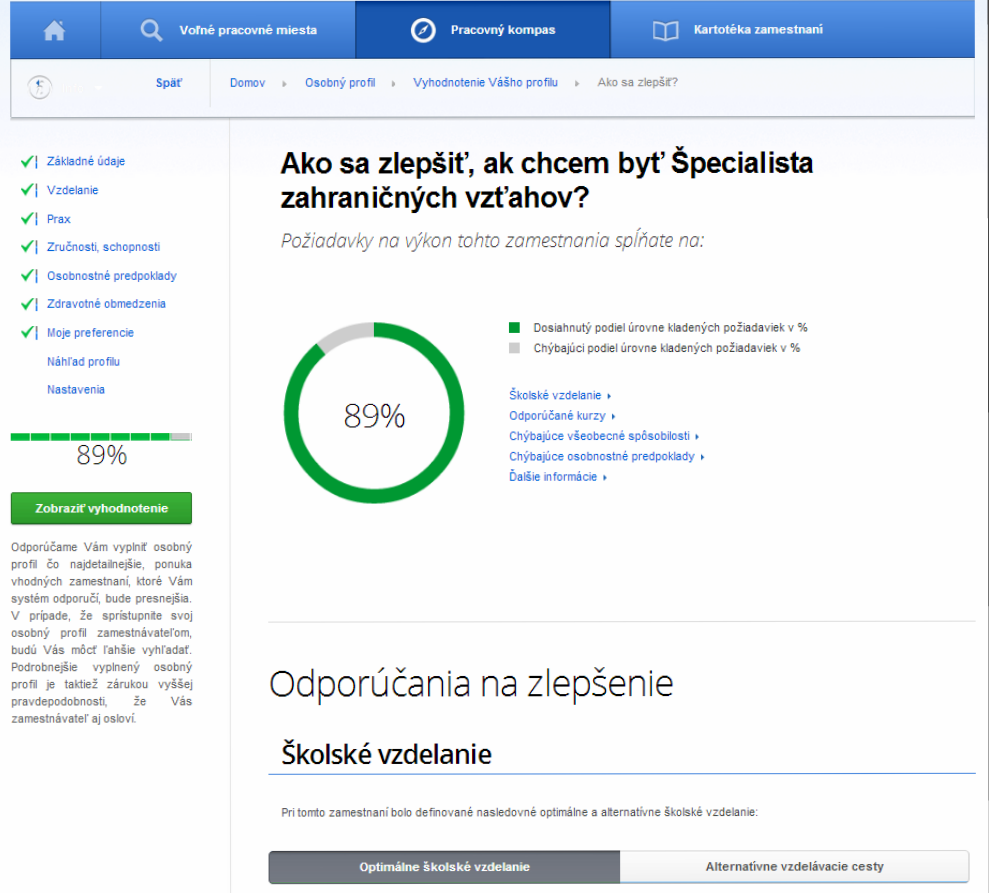 Voľné pracovné miesta
Pracovný kompas
Kartotéka zamestnaní
Späť
Domov
Osobný profil
Vyhodnotenie Vášho profilu
Ako sa zlepšiť?
Základné údaje
Vzdelanie
Prax
Zručnosti, schopnosti
Osobnostné predpoklady
Zdravotné obmedzenia
Moje preferencie
Náhľad profilu
Nastavenia
89%
Zobraziť vyhodnotenie
Odporúčame Vám vyplniť osobný
profil čo najdetailnejšie, ponuka
vhodných zamestnaní, ktoré Vám
systém odporučí, bude presnejšia.
V prípade, že sprístupnite svoj
osobný profil zamestnávateľom,
budú Vás môcť ľahšie vyhľadať.
Podrobnejšie vyplnený osobný
profil je taktiež zárukou vyššej
pravdepodobnosti, že Vás
zamestnávateľ aj osloví.
Ako sa zlepšiť, ak chcem byť Špecialista
zahraničných vzťahov?
Požiadavky na výkon tohto zamestnania spĺňate na:
89%
Dosiahnutý podiel úrovne kladených požiadaviek v %
Chýbajúci podiel úrovne kladených požiadaviek v %
Školské vzdelanie
Odporúčané kurzy
Chýbajúce všeobecné spôsobilosti
Chýbajúce osobnostné predpoklady
Ďalšie informácie
Odporúčania na zlepšenie
Školské vzdelanie
Pri tomto zamestnaní bolo definované nasledovné optimálne a alternatívne školské vzdelanie:
Optimálne školské vzdelanie
Alternatívne vzdelávacie cesty